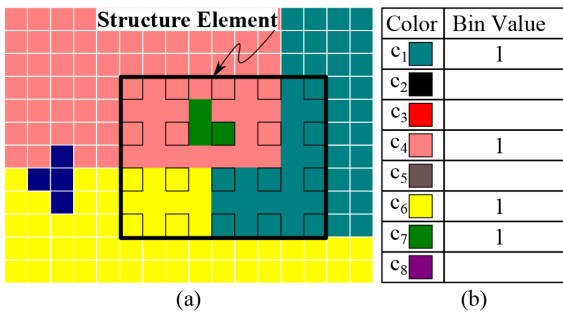 Structure Element
Color Bin Value
c1 1
c2
c3
c4 1
c5
c6 1
c7 1
c8
(a) (b)